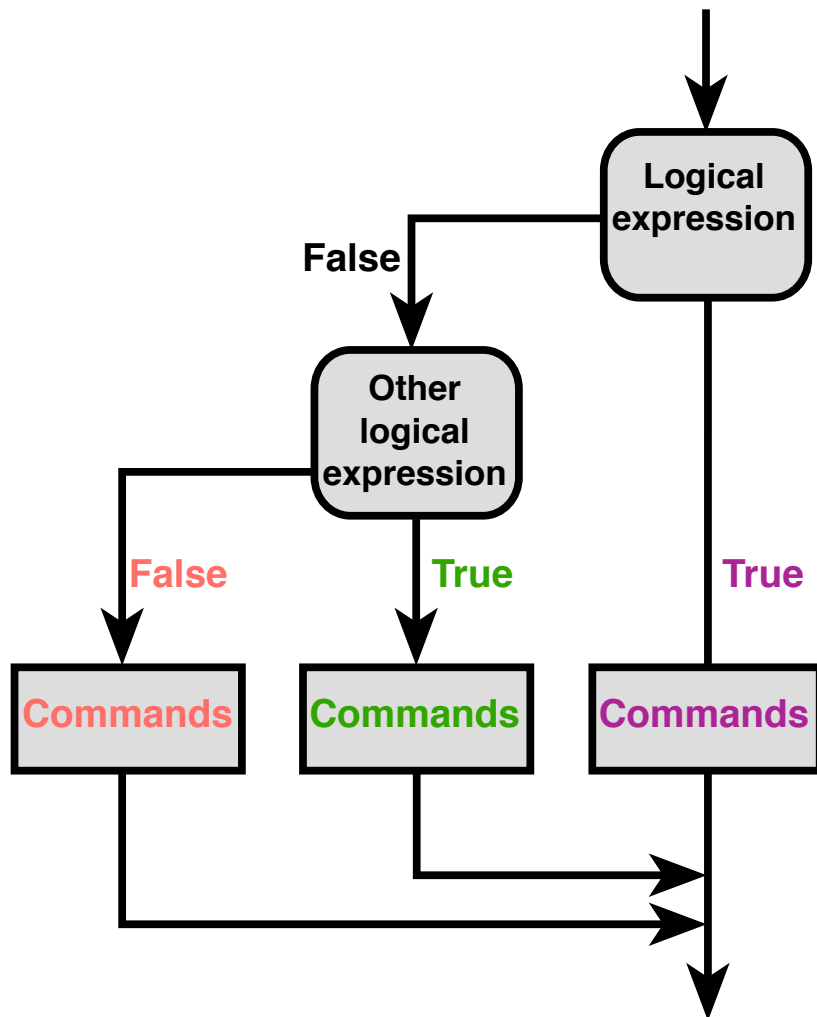 Logical
expression
False
Other
logical
expression
False
True
True
Commands
Commands
Commands